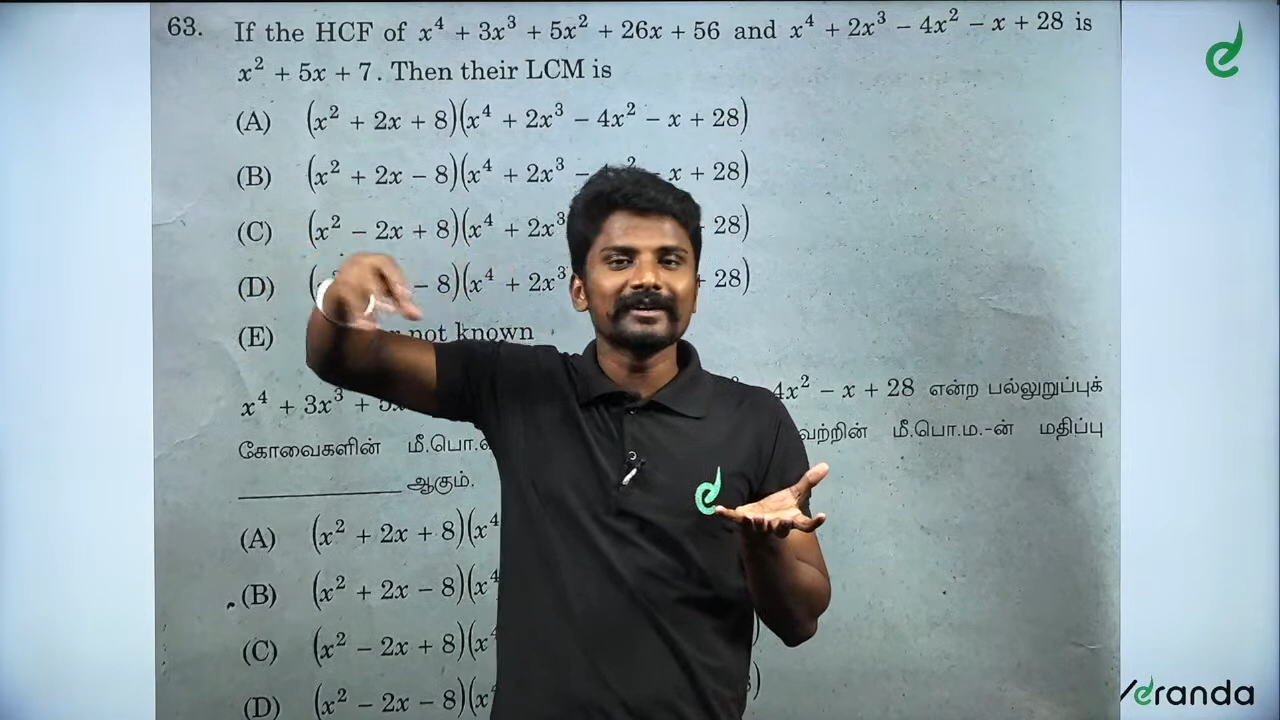 63. If the HCF of x⁴ + 3x³ + 5x² + 26x + 56 and x⁴ + 2x³ − 4x² − x + 28 is
x² + 5x + 7. Then their LCM is
(A) (x² + 2x + 8)(x⁴ + 2x³ − 4x² − x + 28)
(B) (x² + 2x − 8)(x⁴ + 2x³ − x + 28)
(C) (x² − 2x + 8)(x⁴ + 2x³ 28)
(D) ( − 8)(x⁴ + 2x³ + 28)
(E) not known
x⁴ + 3x³ + 4x² − x + 28 என்ற பல்லுறுப்புக்
கோவைகளின் மீ.பொ. மீ.பொ.ம.-ன் மதிப்பு
ஆகும்.
(A) (x² + 2x + 8)(x⁴
(B) (x² + 2x − 8)(x⁴
(C) (x² − 2x + 8)(x⁴
(D) (x² − 2x − 8)(x⁴